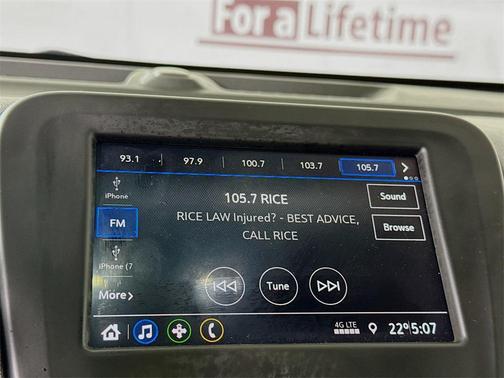 For a Lifetime
93.1 97.9 100.7 103.7 105.7
iPhone
105.7 RICE
Sound
FM
RICE LAW Injured? - BEST ADVICE,
CALL RICE
Browse
iPhone (7
Tune
More
4G LTE 22° 5:07